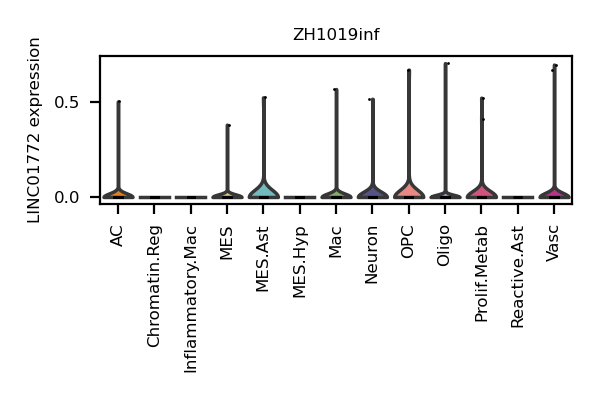 ZH1019inf
LINC01772 expression
0.5
0.0
AC
Chromatin.Reg
Inflammatory.Mac
MES
MES.Ast
MES.Hyp
Mac
Neuron
OPC
Oligo
Prolif.Metab
Reactive.Ast
Vasc